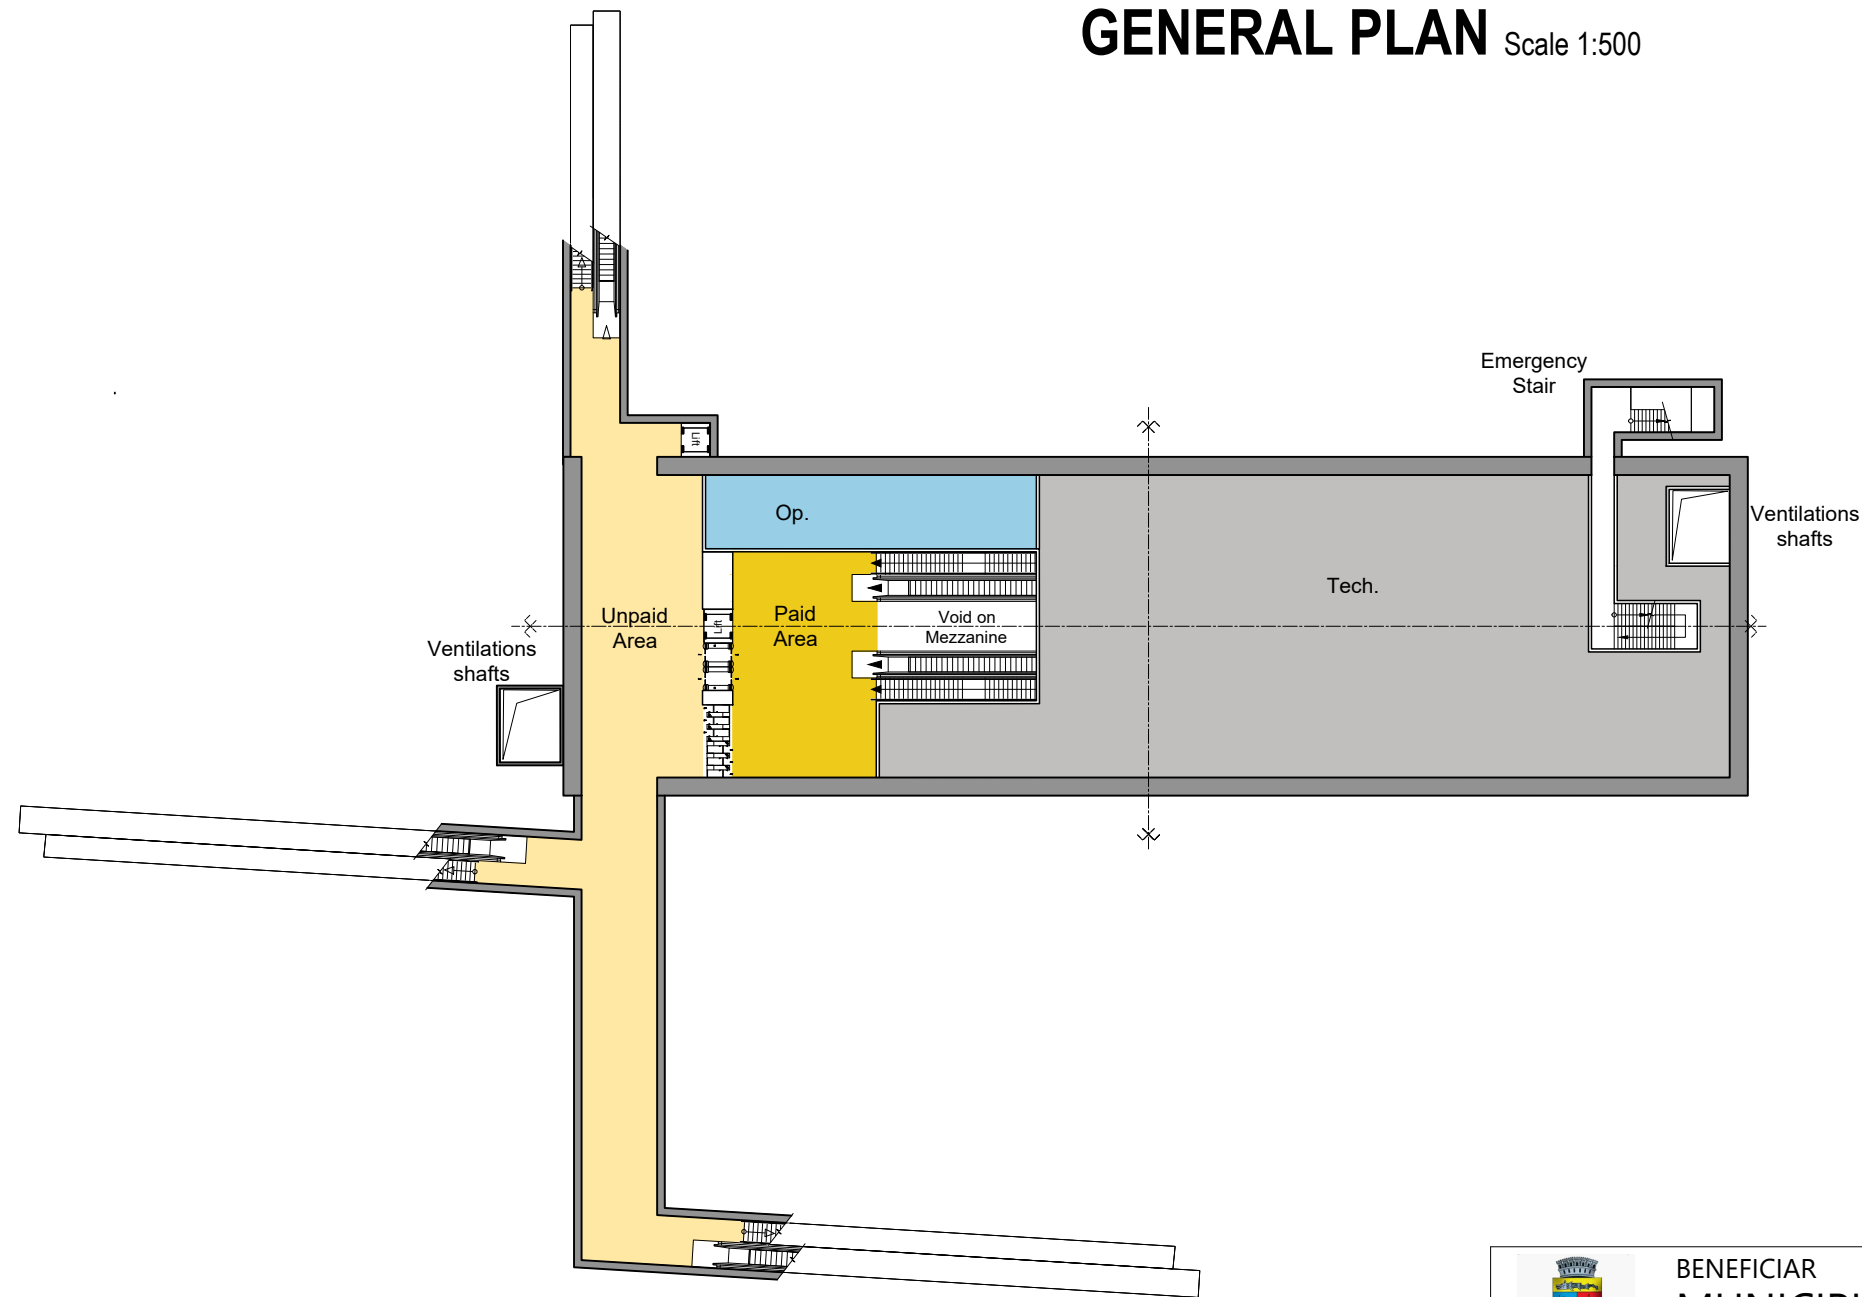 GENERAL PLAN Scale 1:500
Emergency
Stair
Lift
Op.
Ventilations
shafts
Tech.
Unpaid
Area
Lift
Paid
Area
Void on
Mezzanine
Ventilations
shafts
BENEFICIAR